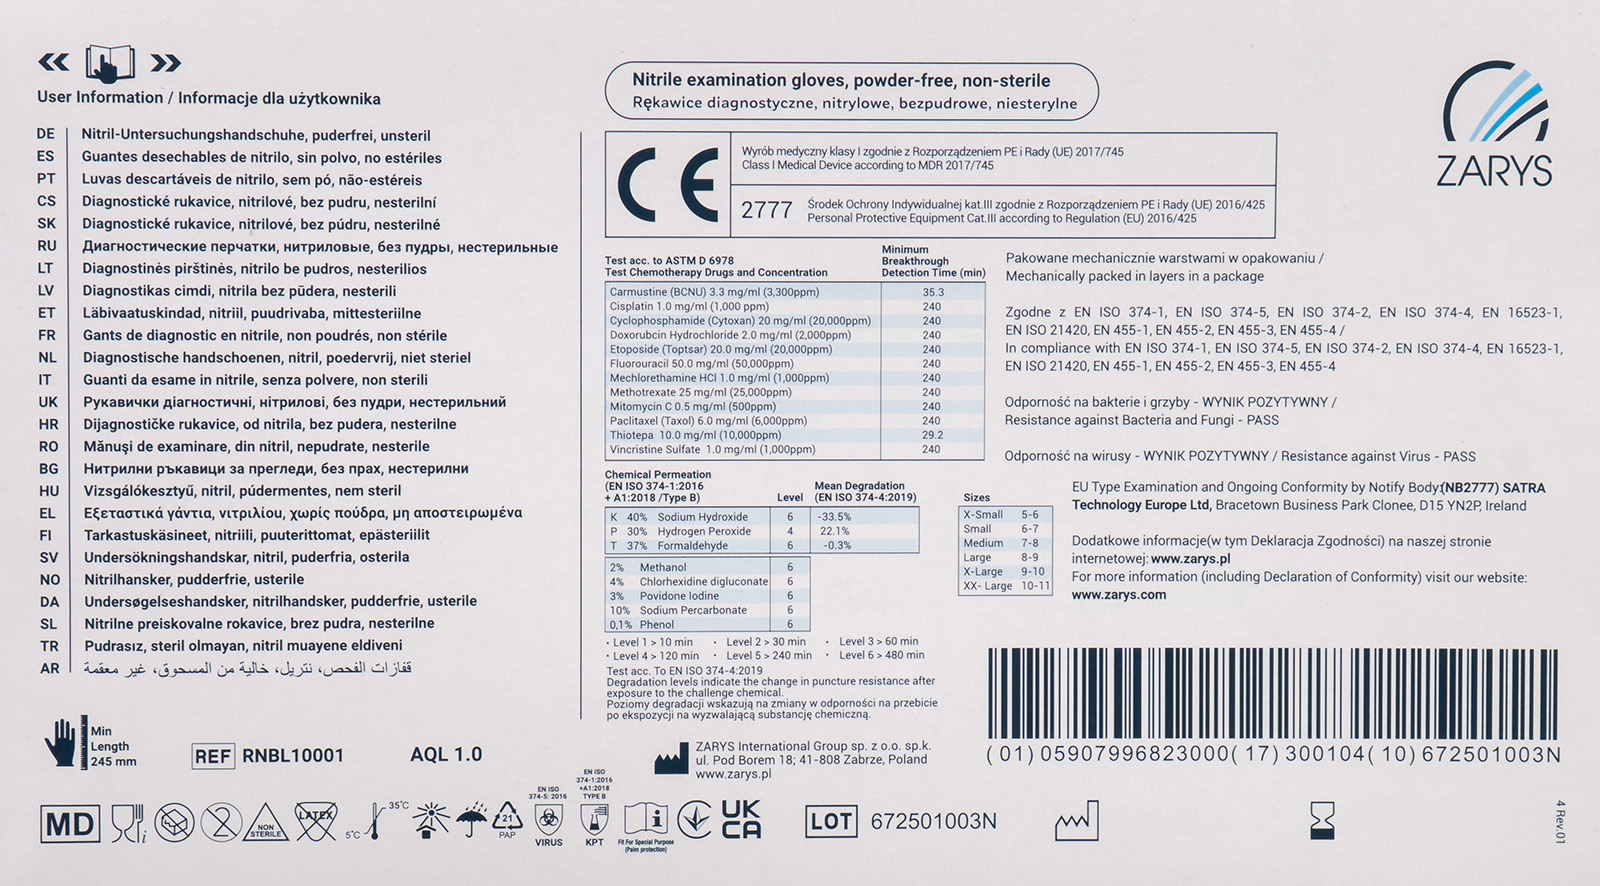 User Information / Informacje dla użytkownika
DE Nitril-Untersuchungshandschuhe, puderfrei, unsteril
ES Guantes desechables de nitrilo, sin polvo, no estériles
PT Luvas descartáveis de nitrilo, sem pó, não-estéreis
CS Diagnostické rukavice, nitrilové, bez pudru, nesterilní
SK Diagnostické rukavice, nitrilové, bez púdru, nesterilné
RU Диагностические перчатки, нитриловые, без пудры, нестерильные
LT Diagnostinės pirštinės, nitrilo be pudros, nesterilios
LV Diagnostikas cimdi, nitrila bez pūdera, nesterili
ET Läbivaatuskindad, nitriil, puudrivaba, mittesteriilne
FR Gants de diagnostic en nitrile, non poudrés, non stérile
NL Diagnostische handschoenen, nitril, poedervrij, niet steriel
IT Guanti da esame in nitrile, senza polvere, non sterili
UK Рукавички діагностичні, нітрилові, без пудри, нестерильний
HR Dijagnostičke rukavice, od nitrila, bez pudera, nesterilne
RO Mănuşi de examinare, din nitril, nepudrate, nesterile
BG Нитрилни ръкавици за прегледи, без прах, нестерилни
HU Vizsgálókesztyű, nitril, púdermentes, nem steril
EL Εξεταστικά γάντια, νιτριλίου, χωρίς πούδρα, μη αποστειρωμένα
FI Tarkastuskäsineet, nitriili, puuterittomat, epästeriilit
SV Undersökningshandskar, nitril, puderfria, osterila
NO Nitrilhansker, pudderfrie, usterile
DA Undersøgelseshandsker, nitrilhandsker, pudderfrie, usterile
SL Nitrilne preiskovalne rokavice, brez pudra, nesterilne
TR Pudrasız, steril olmayan, nitril muayene eldiveni
AR قفازات الفحص، نتريل، خالية من المسحوق، غير معقمة
Min
Length
245 mm
REF RNBL10001
AQL 1.0
Nitrile examination gloves, powder-free, non-sterile
Rękawice diagnostyczne, nitrylowe, bezpudrowe, niesterylne
ZARYS
CE
Wyrób medyczny klasy I zgodnie z Rozporządzeniem PE i Rady (UE) 2017/745
Class I Medical Device according to MDR 2017/745
2777
Środek Ochrony Indywidualnej kat.III zgodnie z Rozporządzeniem PE i Rady (UE) 2016/425
Personal Protective Equipment Cat.III according to Regulation (EU) 2016/425
Test acc. to ASTM D 6978
Test Chemotherapy Drugs and Concentration
Minimum
Breakthrough
Detection Time (min)
Carmustine (BCNU) 3.3 mg/ml (3,300ppm) 35.3
Cisplatin 1.0 mg/ml (1,000 ppm) 240
Cyclophosphamide (Cytoxan) 20 mg/ml (20,000ppm) 240
Doxorubcin Hydrochloride 2.0 mg/ml (2,000ppm) 240
Etoposide (Toptsar) 20.0 mg/ml (20,000ppm) 240
Fluorouracil 50.0 mg/ml (50,000ppm) 240
Mechlorethamine HCl 1.0 mg/ml (1,000ppm) 240
Methotrexate 25 mg/ml (25,000ppm) 240
Mitomycin C 0.5 mg/ml (500ppm) 240
Paclitaxel (Taxol) 6.0 mg/ml (6,000ppm) 240
Thiotepa 10.0 mg/ml (10,000ppm) 29.2
Vincristine Sulfate 1.0 mg/ml (1,000ppm) 240
Chemical Permeation
(EN ISO 374-1:2016
+ A1:2018 /Type B) Level
Mean Degradation
(EN ISO 374-4:2019)
K 40% Sodium Hydroxide 6 -33.5%
P 30% Hydrogen Peroxide 4 22.1%
T 37% Formaldehyde 6 -0.3%
2% Methanol 6
4% Chlorhexidine digluconate 6
3% Povidone Iodine 6
10% Sodium Percarbonate 6
0,1% Phenol 6
· Level 1 > 10 min · Level 2 > 30 min · Level 3 > 60 min
· Level 4 > 120 min · Level 5 > 240 min · Level 6 > 480 min
Test acc. To EN ISO 374-4:2019
Degradation levels indicate the change in puncture resistance after
exposure to the challenge chemical.
Poziomy degradacji wskazują na zmiany w odporności na przebicie
po ekspozycji na wyzwalającą substancję chemiczną.
Sizes
X-Small 5-6
Small 6-7
Medium 7-8
Large 8-9
X-Large 9-10
XX- Large 10-11
Pakowane mechanicznie warstwami w opakowaniu /
Mechanically packed in layers in a package
Zgodne z EN ISO 374-1, EN ISO 374-5, EN ISO 374-2, EN ISO 374-4, EN 16523-1,
EN ISO 21420, EN 455-1, EN 455-2, EN 455-3, EN 455-4 /
In compliance with EN ISO 374-1, EN ISO 374-5, EN ISO 374-2, EN ISO 374-4, EN 16523-1,
EN ISO 21420, EN 455-1, EN 455-2, EN 455-3, EN 455-4
Odporność na bakterie i grzyby - WYNIK POZYTYWNY /
Resistance against Bacteria and Fungi - PASS
Odporność na wirusy - WYNIK POZYTYWNY / Resistance against Virus - PASS
EU Type Examination and Ongoing Conformity by Notify Body:(NB2777) SATRA
Technology Europe Ltd, Bracetown Business Park Clonee, D15 YN2P, Ireland
Dodatkowe informacje(w tym Deklaracja Zgodności) na naszej stronie
internetowej: www.zarys.pl
For more information (including Declaration of Conformity) visit our website:
www.zarys.com
(01)05907996823000(17)300104(10)672501003N
ZARYS International Group sp. z o.o. sp.k.
ul. Pod Borem 18; 41-808 Zabrze, Poland
www.zarys.pl
MD
i
2
NON
STERILE
LATEX
5°C
35°C
21
PAP
EN ISO
374-5: 2016
VIRUS
EN ISO
374-1:2016
+A1:2018
TYPE B
KPT
i
Fit For Special Purpose
(Palm protection)
UK
CA
LOT 672501003N
4 Rev.01